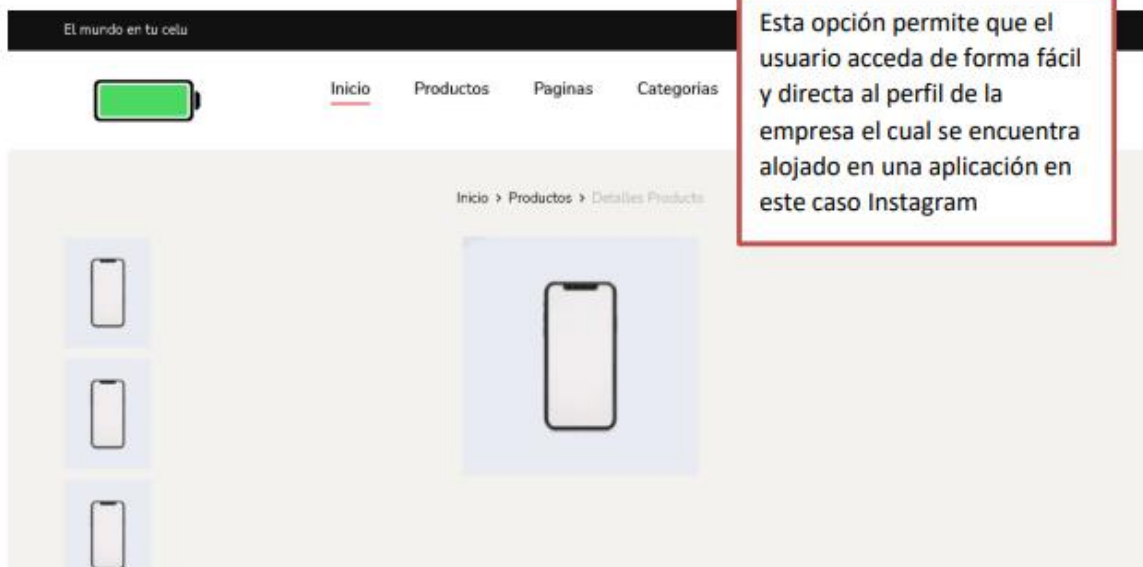 El mundo en tu celu
Inicio Productos Paginas Categorias
Esta opción permite que el
usuario acceda de forma fácil
y directa al perfil de la
empresa el cual se encuentra
alojado en una aplicación en
este caso Instagram
Inicio > Productos > Detalles Producto